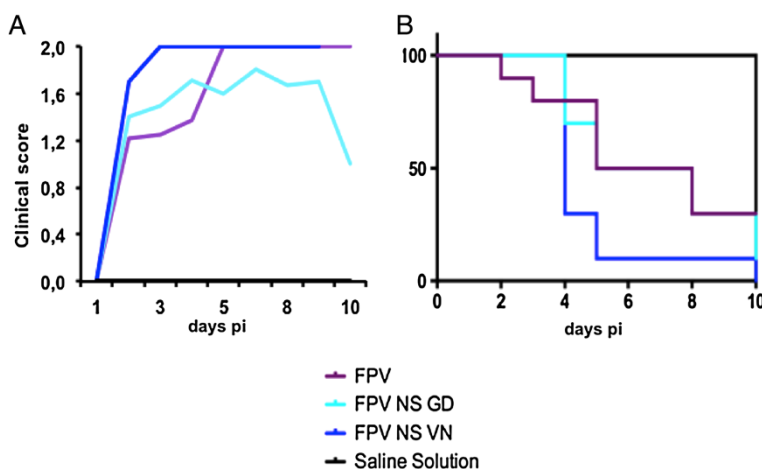 A
Clinical score
2,0
1,6
1,2
0,8
0,4
0,0
1 3 5 8 10
days pi
B
100
50
0
0 2 4 6 8 10
days pi
FPV
FPV NS GD
FPV NS VN
Saline Solution